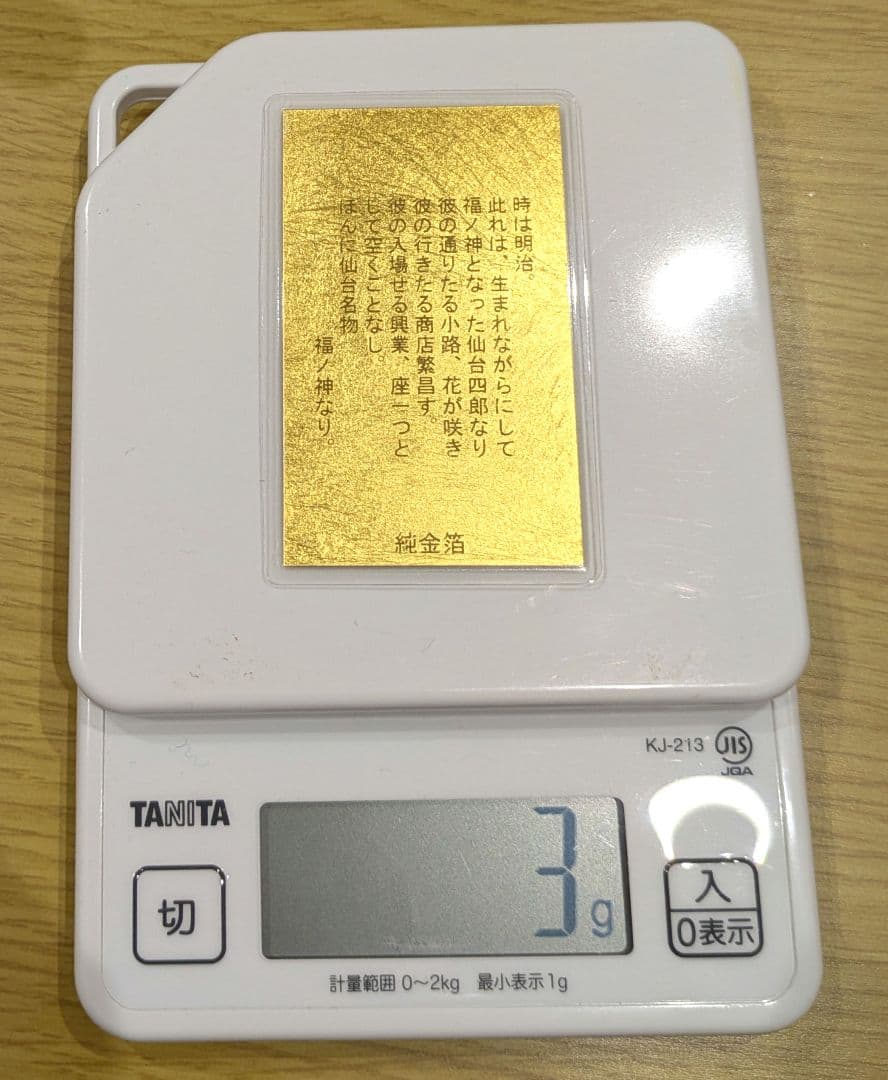 時は明治。
此れは、生まれながらにして
福ノ神となった仙台四郎なり
彼の通りたる小路、花が咲き
彼の行きたる商店繁昌す。
彼の入場せる興業、座一つと
して空くことなし。
ほんに仙台名物
福ノ神なり。
純金箔
KJ-213
JIS
JQA
TANITA
3g
切
入
0表示
計量範囲 0～2kg 最小表示1g